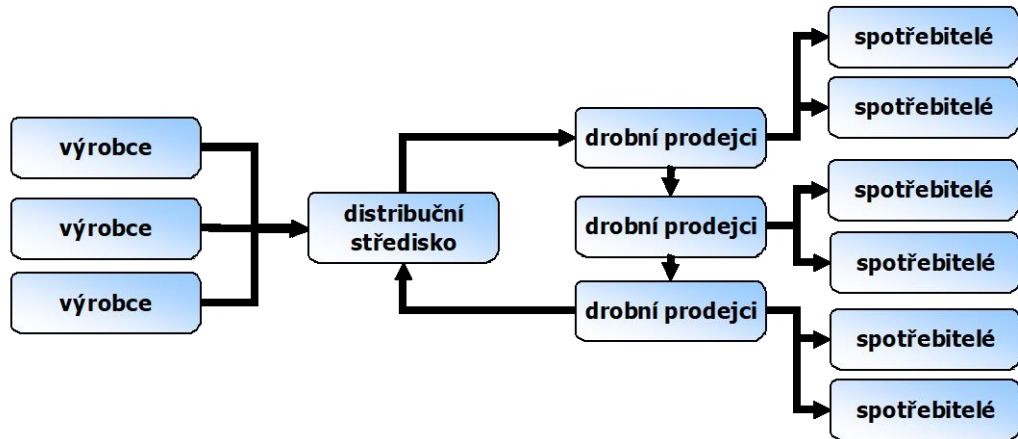 výrobce
výrobce
výrobce
distribuční
středisko
drobní prodejci
drobní prodejci
drobní prodejci
spotřebitelé
spotřebitelé
spotřebitelé
spotřebitelé
spotřebitelé
spotřebitelé